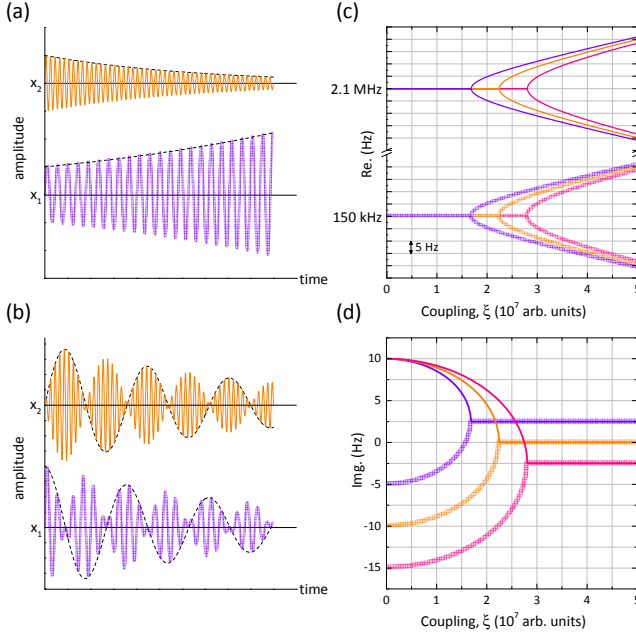 (a)
x₂
amplitude
x₁
time
(b)
x₂
amplitude
x₁
time
(c)
2.1 MHz
Re. (Hz)
150 kHz
5 Hz
0 1 2 3 4 5
Coupling, ξ (10⁷ arb. units)
(d)
10
5
0
-5
-10
-15
Img. (Hz)
0 1 2 3 4 5
Coupling, ξ (10⁷ arb. units)